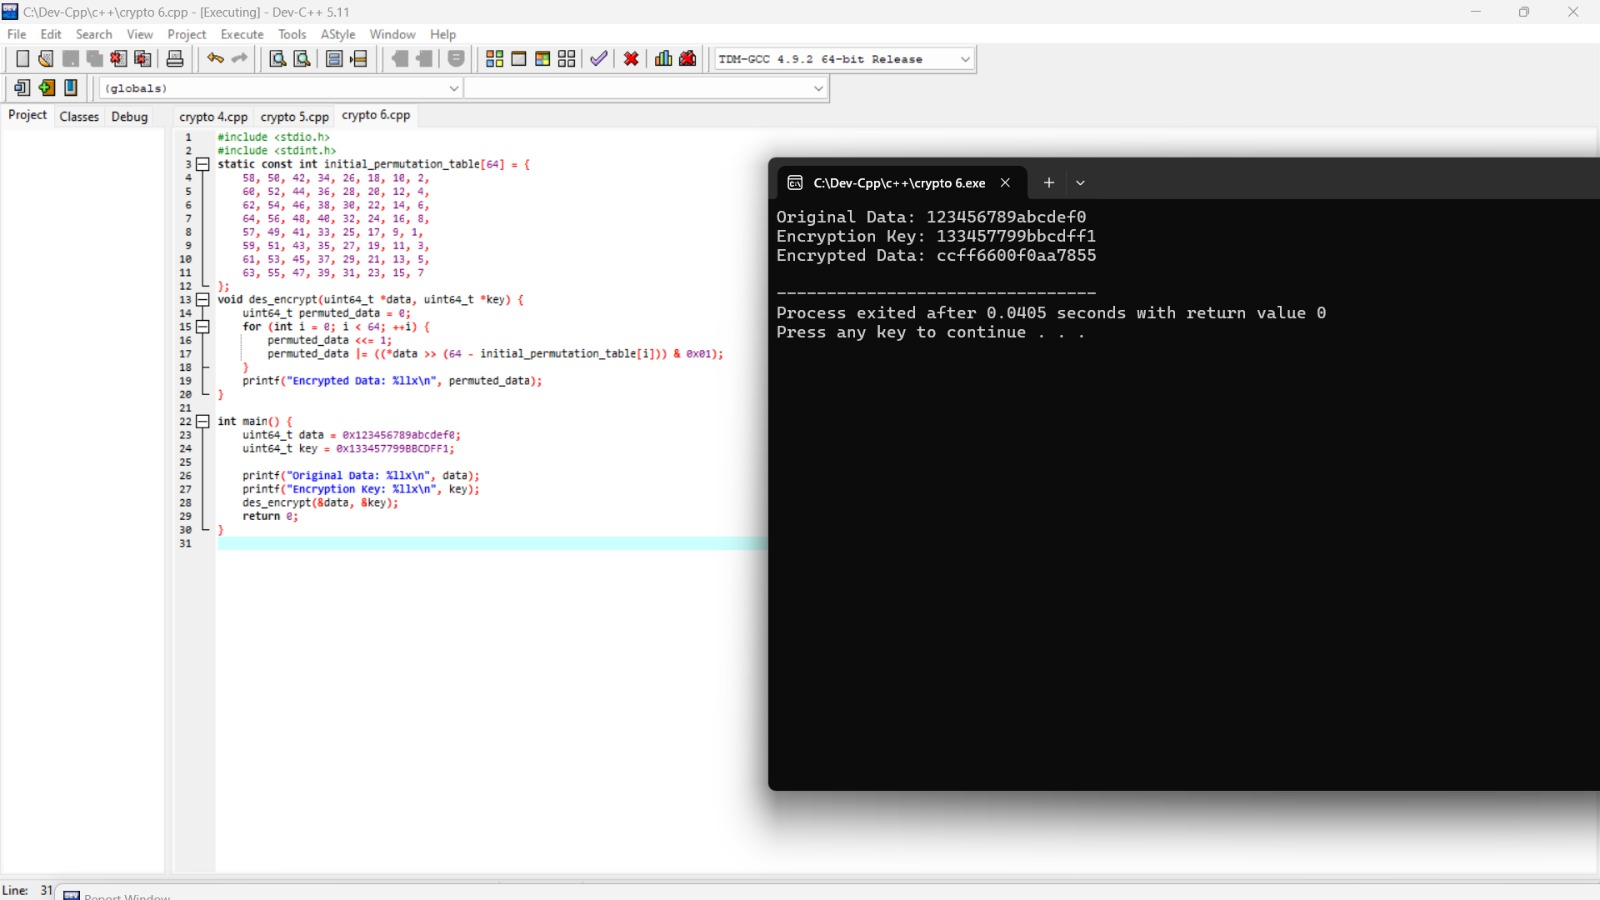 C:\Dev-Cpp\c++\crypto 6.cpp - [Executing] - Dev-C++ 5.11
File Edit Search View Project Execute Tools AStyle Window Help
TDM-GCC 4.9.2 64-bit Release
(globals)
Project Classes Debug
crypto 4.cpp crypto 5.cpp crypto 6.cpp
1 #include <stdio.h>
2 #include <stdint.h>
3 static const int initial_permutation_table[64] = {
4 58, 50, 42, 34, 26, 18, 10, 2,
5 60, 52, 44, 36, 28, 20, 12, 4,
6 62, 54, 46, 38, 30, 22, 14, 6,
7 64, 56, 48, 40, 32, 24, 16, 8,
8 57, 49, 41, 33, 25, 17, 9, 1,
9 59, 51, 43, 35, 27, 19, 11, 3,
10 61, 53, 45, 37, 29, 21, 13, 5,
11 63, 55, 47, 39, 31, 23, 15, 7
12 };
13 void des_encrypt(uint64_t *data, uint64_t *key) {
14 uint64_t permuted_data = 0;
15 for (int i = 0; i < 64; ++i) {
16 permuted_data <<= 1;
17 permuted_data |= ((*data >> (64 - initial_permutation_table[i])) & 0x01);
18 }
19 printf("Encrypted Data: %llx\n", permuted_data);
20 }
21
22 int main() {
23 uint64_t data = 0x123456789abcdef0;
24 uint64_t key = 0x133457799BBCDFF1;
25
26 printf("Original Data: %llx\n", data);
27 printf("Encryption Key: %llx\n", key);
28 des_encrypt(&data, &key);
29 return 0;
30 }
31
C:\Dev-Cpp\c++\crypto 6.exe
Original Data: 123456789abcdef0
Encryption Key: 133457799bbcdff1
Encrypted Data: ccff6600f0aa7855
--------------------------------
Process exited after 0.0405 seconds with return value 0
Press any key to continue . . .
Line: 31
Report Window